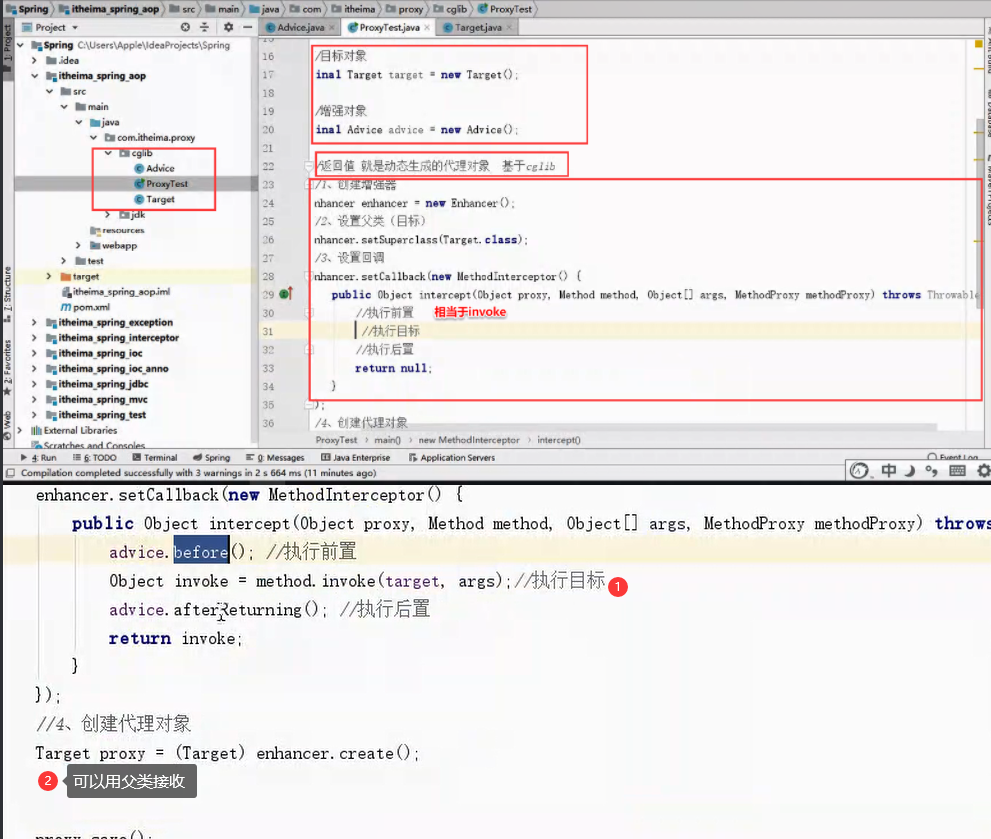 Spring itheima_spring_aop src main java com itheima proxy cglib ProxyTest
Project
Advice.java ProxyTest.java Target.java
1: Project
Spring C:\Users\Apple\IdeaProjects\Spring
.idea
itheima_spring_aop
src
main
java
com.itheima.proxy
cglib
Advice
ProxyTest
Target
jdk
resources
webapp
test
target
itheima_spring_aop.iml
pom.xml
itheima_spring_exception
itheima_spring_interceptor
itheima_spring_ioc
itheima_spring_ioc_anno
itheima_spring_jdbc
itheima_spring_mvc
itheima_spring_test
External Libraries
Scratches and Consoles
Z: Structure
2: Favorites
Web
16 /目标对象
17 inal Target target = new Target();
18
19 /增强对象
20 inal Advice advice = new Advice();
21
22 /返回值 就是动态生成的代理对象 基于cglib
23 /1、创建增强器
24 nhancer enhancer = new Enhancer();
25 /2、设置父类（目标）
26 nhancer.setSuperclass(Target.class);
27 /3、设置回调
28 nhancer.setCallback(new MethodInterceptor() {
29 public Object intercept(Object proxy, Method method, Object[] args, MethodProxy methodProxy) throws Throwable
30 //执行前置 相当于invoke
31 //执行目标
32 //执行后置
33 return null;
34 }
35 );
36 /4、创建代理对象
ProxyTest › main() › new MethodInterceptor › intercept()
4: Run 6: TODO Terminal Spring 0: Messages Java Enterprise Application Servers Event Log
Compilation completed successfully with 3 warnings in 2 s 664 ms (11 minutes ago)
中
enhancer.setCallback(new MethodInterceptor() {
public Object intercept(Object proxy, Method method, Object[] args, MethodProxy methodProxy) throws
advice.before(); //执行前置
Object invoke = method.invoke(target, args);//执行目标 1
advice.afterReturning(); //执行后置
return invoke;
}
});
//4、创建代理对象
Target proxy = (Target) enhancer.create();
2 可以用父类接收